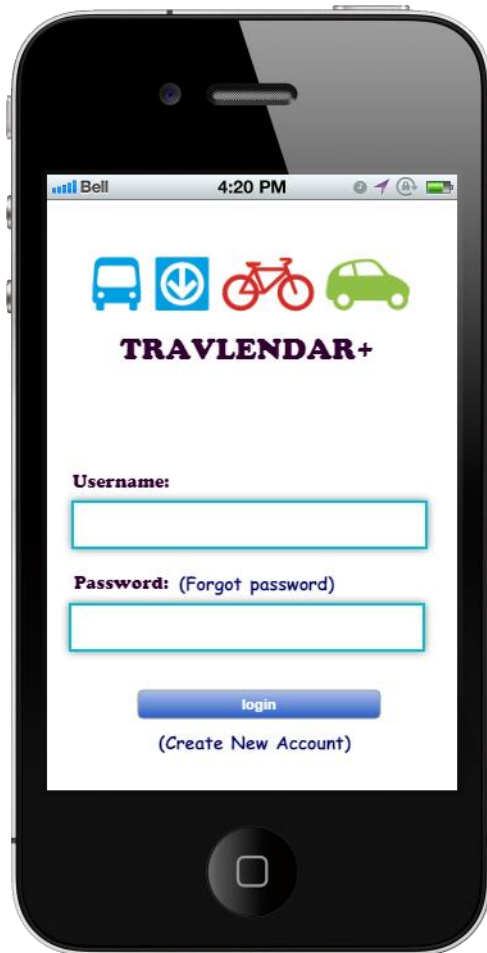 Bell 4:20 PM
TRAVLENDAR+
Username:
Password: (Forgot password)
login
(Create New Account)